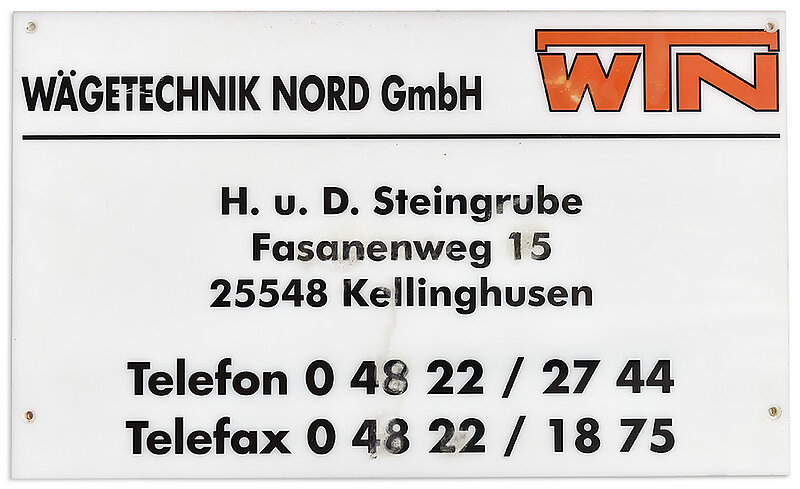 WÄGETECHNIK NORD GmbH
WTN
H. u. D. Steingrube
Fasanenweg 15
25548 Kellinghusen
Telefon 0 48 22 / 27 44
Telefax 0 48 22 / 18 75